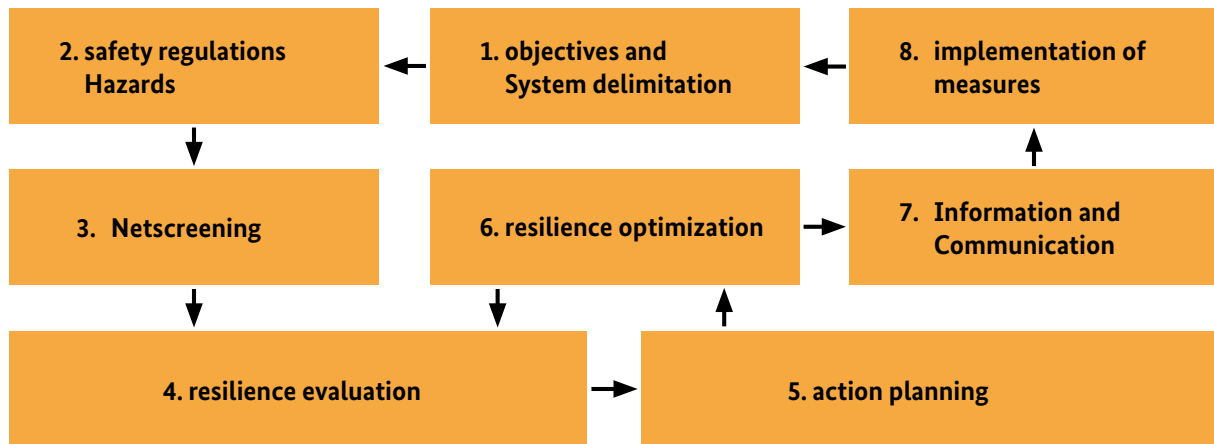 2. safety regulations
Hazards
1. objectives and
System delimitation
8. implementation of
measures
3. Netscreening
6. resilience optimization
7. Information and
Communication
4. resilience evaluation
5. action planning